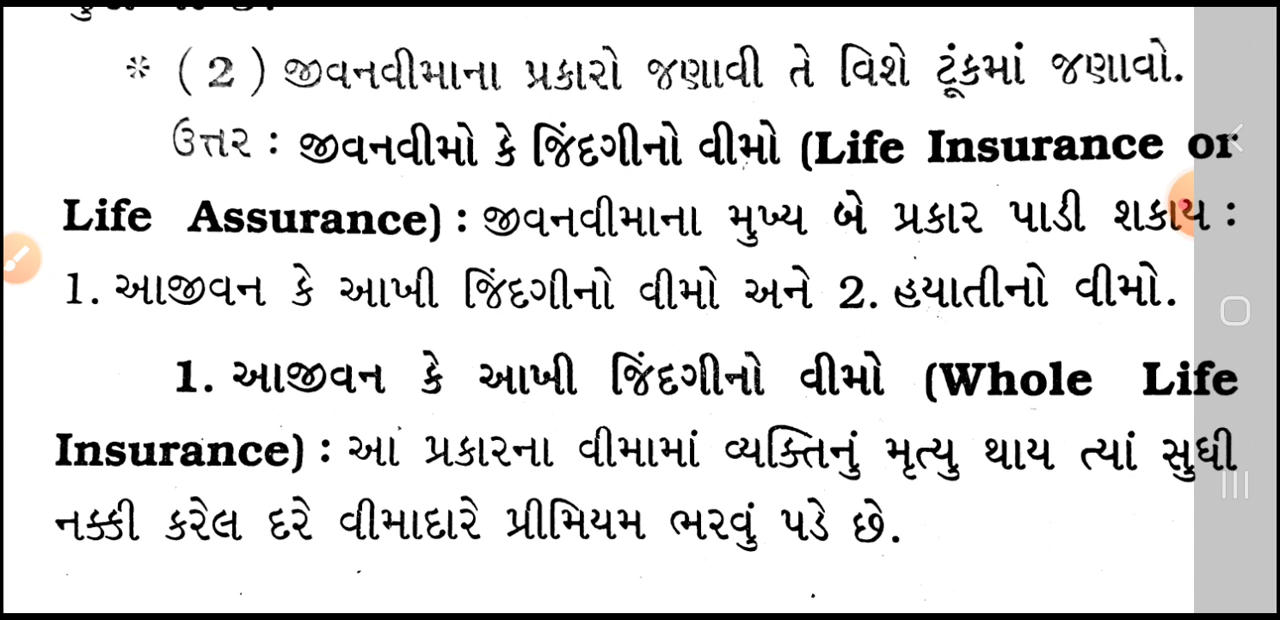 * (2) જીવનવીમાના પ્રકારો જણાવી તે વિશે ટૂંકમાં જણાવો.
ઉત્તર : જીવનવીમો કે જિંદગીનો વીમો (Life Insurance or
Life Assurance) : જીવનવીમાના મુખ્ય બે પ્રકાર પાડી શકાય :
1. આજીવન કે આખી જિંદગીનો વીમો અને 2. હયાતીનો વીમો.
1. આજીવન કે આખી જિંદગીનો વીમો (Whole Life
Insurance) : આ પ્રકારના વીમામાં વ્યક્તિનું મૃત્યુ થાય ત્યાં સુધી
નક્કી કરેલ દરે વીમાદારે પ્રીમિયમ ભરવું પડે છે.